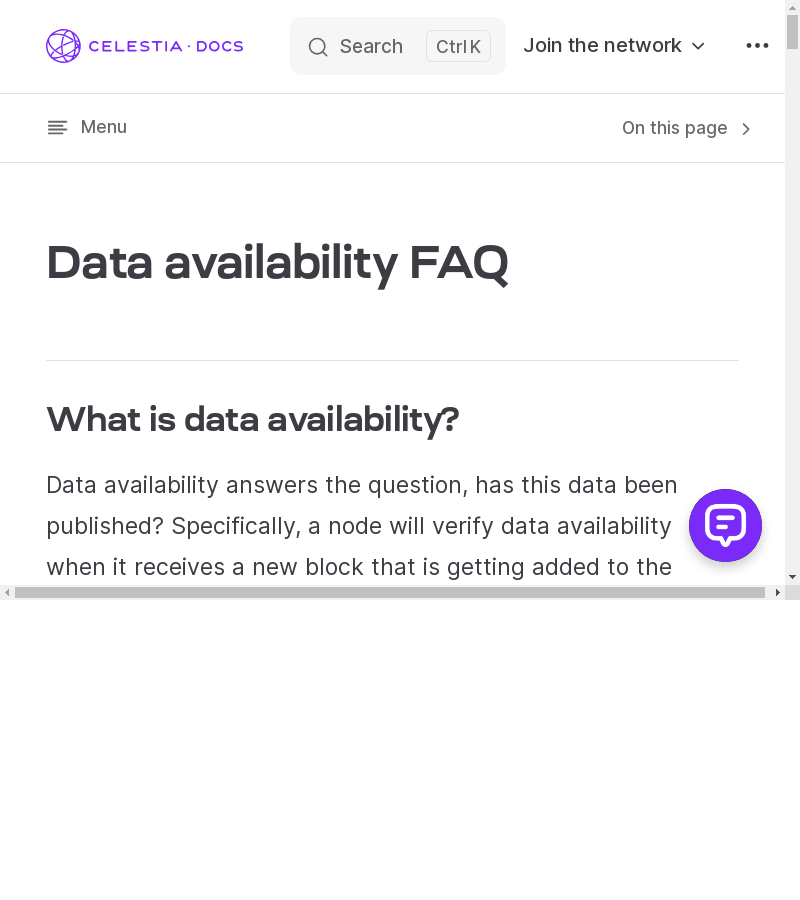 CELESTIA · DOCS
Search
Ctrl K
Join the network
Menu
On this page
Data availability FAQ
What is data availability?
Data availability answers the question, has this data been
published? Specifically, a node will verify data availability
when it receives a new block that is getting added to the